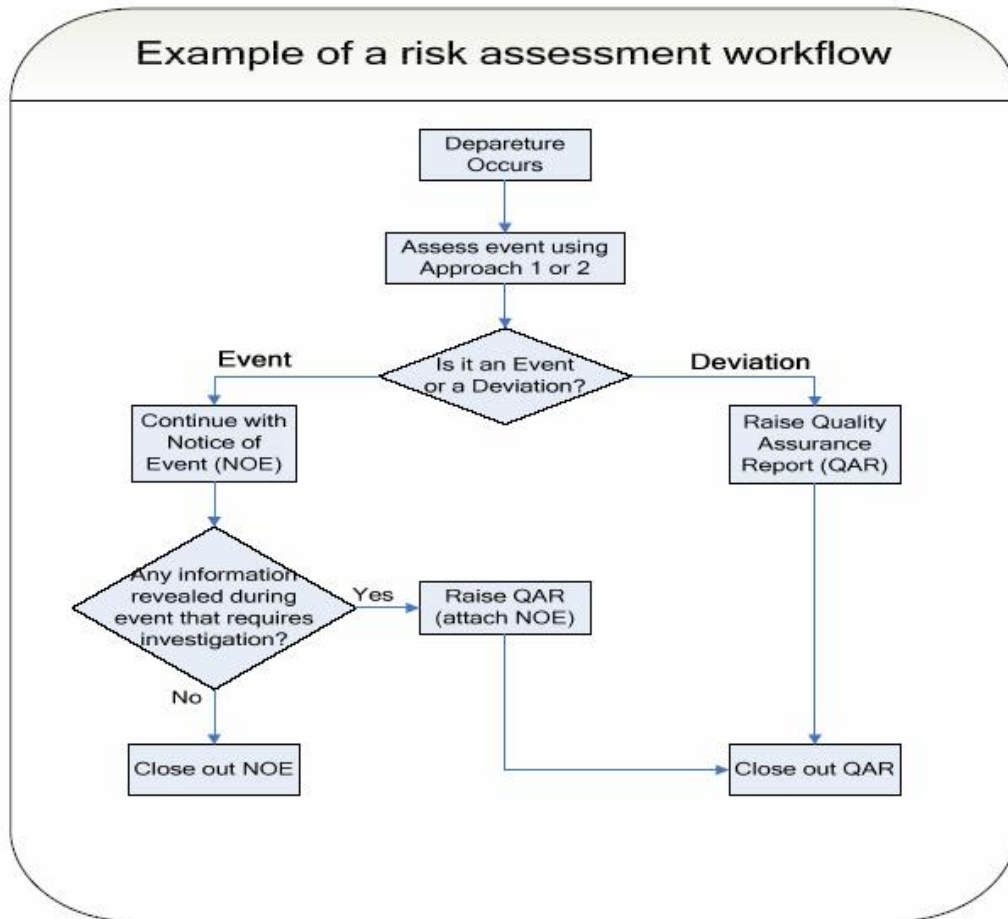 Example of a risk assessment workflow
Depareture
Occurs
Assess event using
Approach 1 or 2
Is it an Event
or a Deviation?
Event
Deviation
Continue with
Notice of
Event (NOE)
Raise Quality
Assurance
Report (QAR)
Any information
revealed during
event that requires
investigation?
Yes
Raise QAR
(attach NOE)
No
Close out NOE
Close out QAR